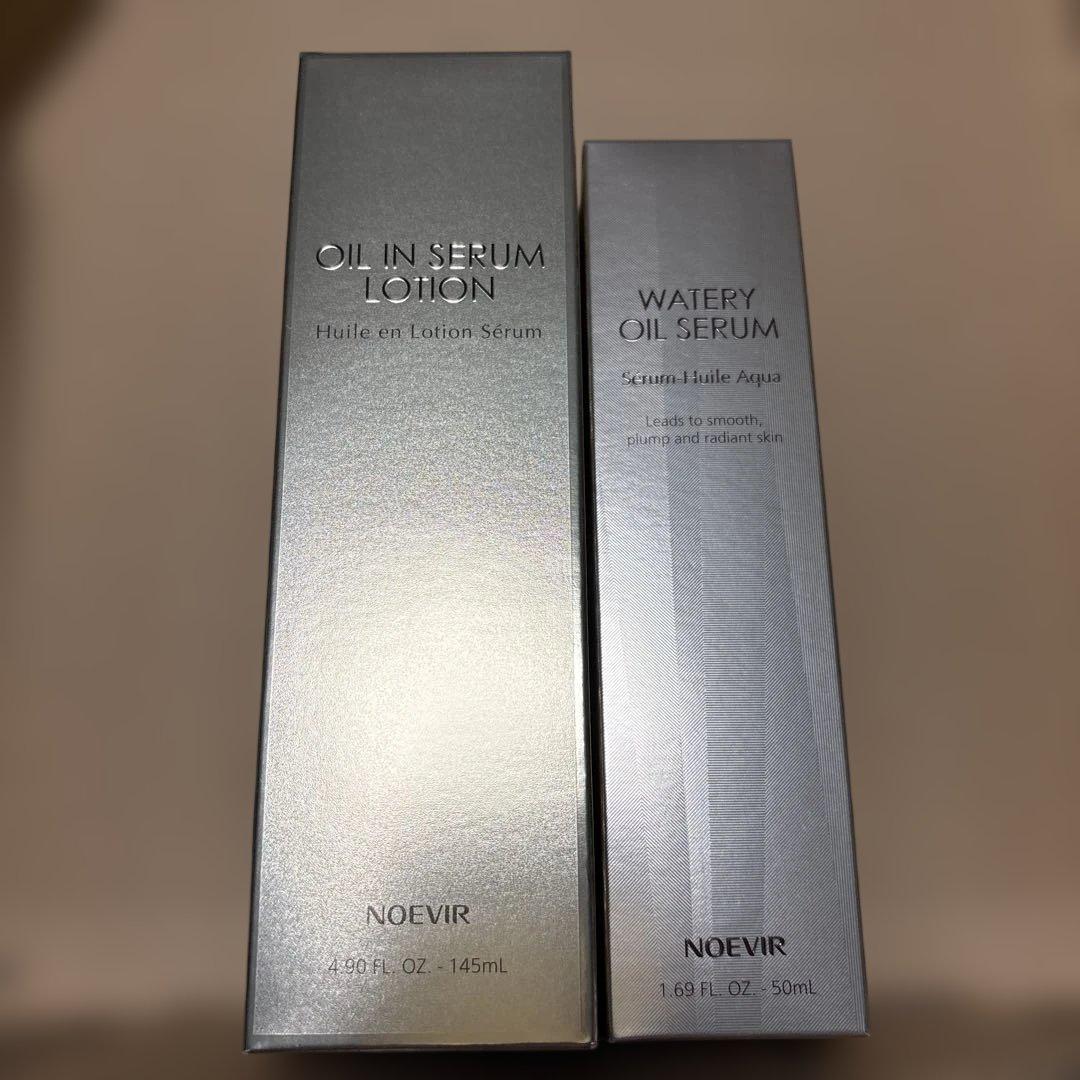 OIL IN SERUM
LOTION
Huile en Lotion Sérum
NOEVIR
4.90 FL. OZ. - 145mL
WATERY
OIL SERUM
Sérum-Huile Aqua
Leads to smooth,
plump and radiant skin
NOEVIR
1.69 FL. OZ. - 50mL